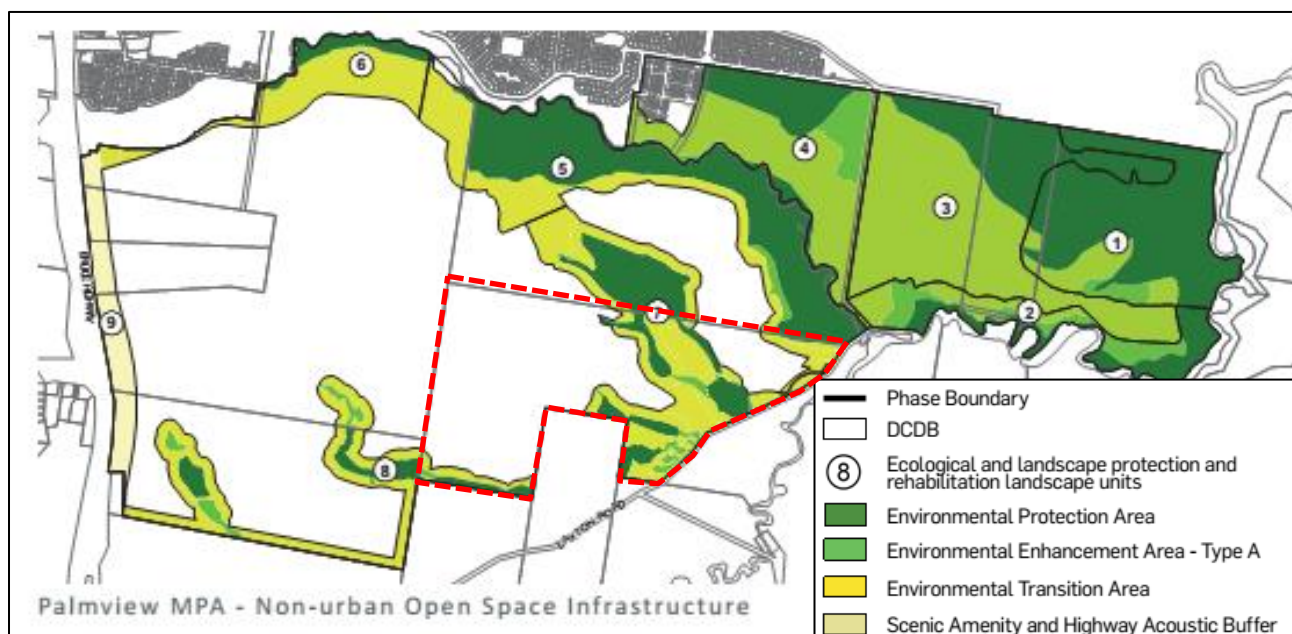 6
5
4
3
1
2
7
9
8
Phase Boundary
DCDB
8 Ecological and landscape protection and
rehabilitation landscape units
Environmental Protection Area
Environmental Enhancement Area - Type A
Environmental Transition Area
Scenic Amenity and Highway Acoustic Buffer
Palmview MPA - Non-urban Open Space Infrastructure